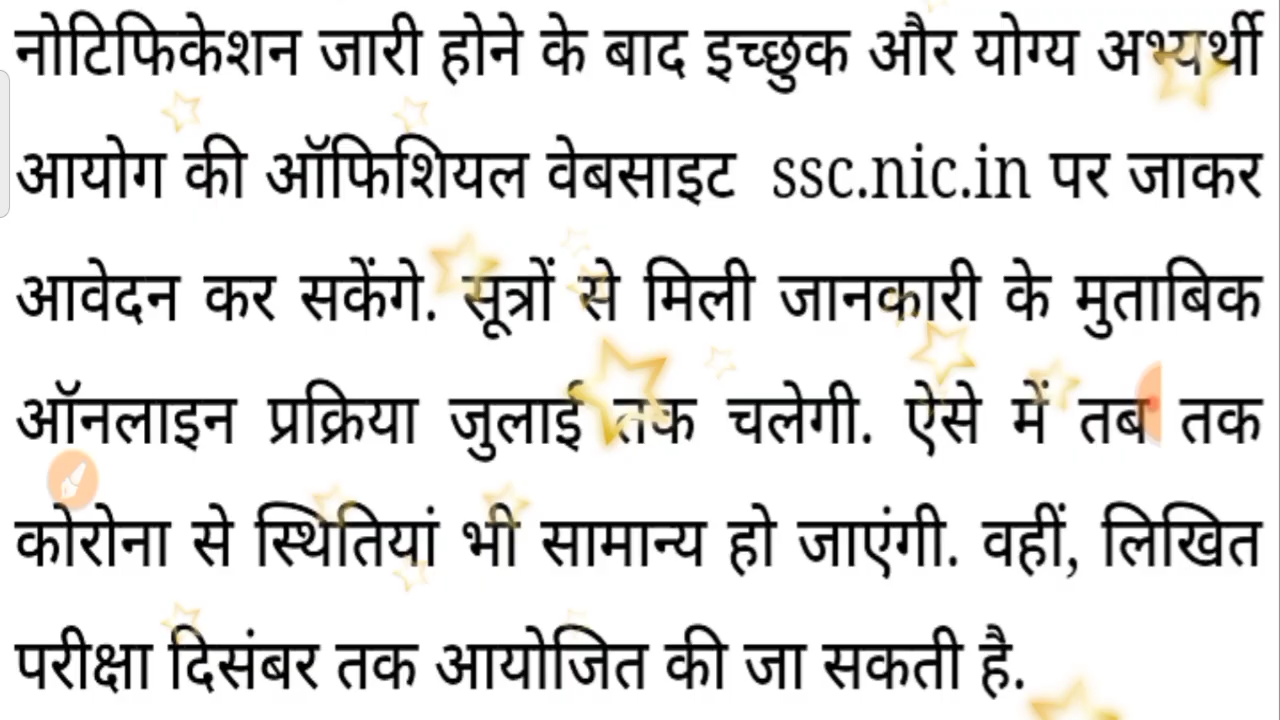 नोटिफिकेशन जारी होने के बाद इच्छुक और योग्य अभ्यर्थी
आयोग की ऑफिशियल वेबसाइट ssc.nic.in पर जाकर
आवेदन कर सकेंगे. सूत्रों से मिली जानकारी के मुताबिक
ऑनलाइन प्रक्रिया जुलाई तक चलेगी. ऐसे में तब तक
कोरोना से स्थितियां भी सामान्य हो जाएंगी. वहीं, लिखित
परीक्षा दिसंबर तक आयोजित की जा सकती है.